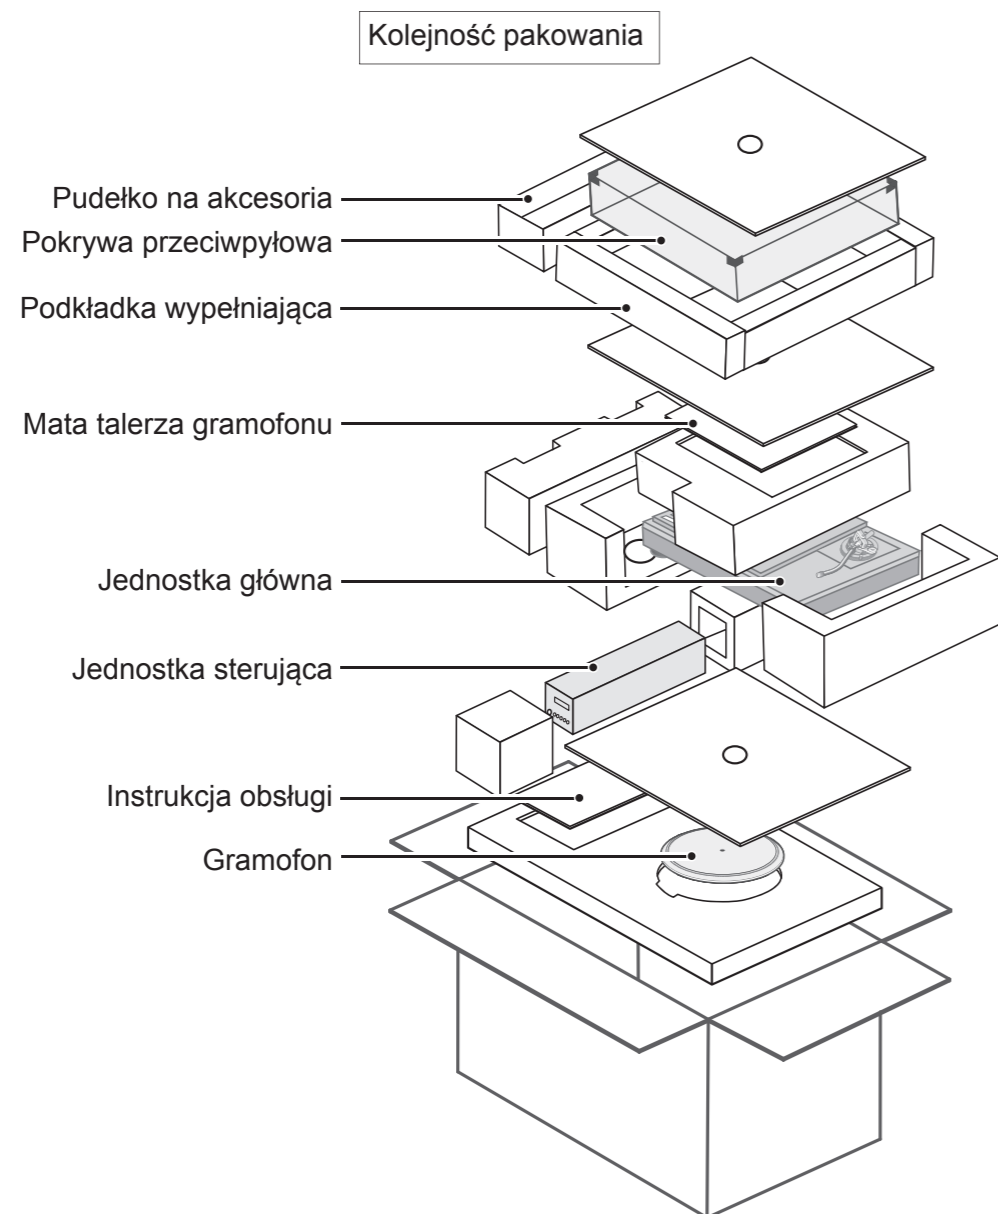 Kolejność pakowania
Pudełko na akcesoria
Pokrywa przeciwpyłowa
Podkładka wypełniająca
Mata talerza gramofonu
Jednostka główna
Jednostka sterująca
Instrukcja obsługi
Gramofon